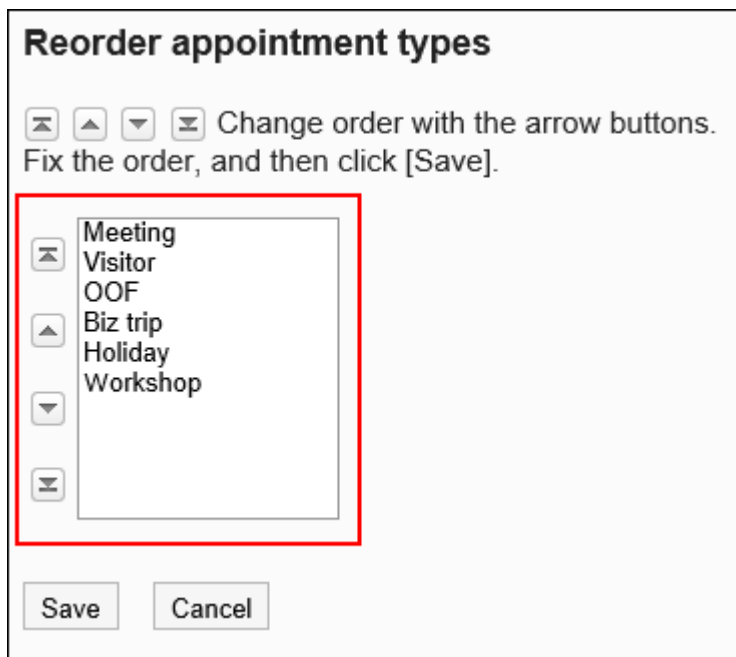 Reorder appointment types
Change order with the arrow buttons.
Fix the order, and then click [Save].
Meeting
Visitor
OOF
Biz trip
Holiday
Workshop
Save
Cancel